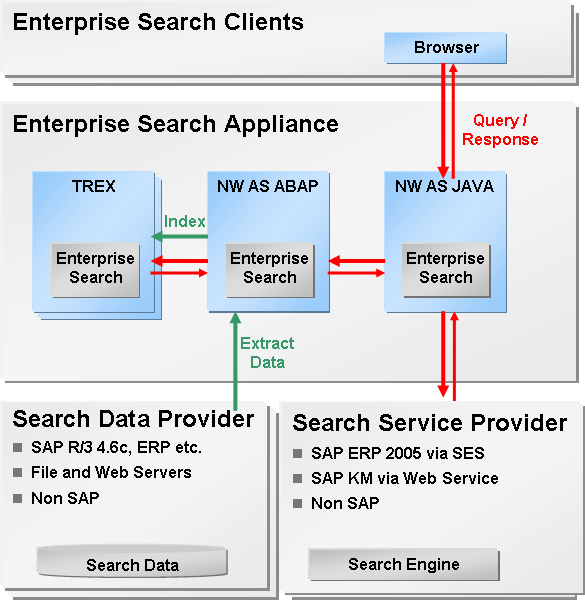 Enterprise Search Clients
Browser
Enterprise Search Appliance
Query /
Response
TREX
NW AS ABAP
NW AS JAVA
Index
Enterprise
Search
Enterprise
Search
Enterprise
Search
Extract
Data
Search Data Provider
SAP R/3 4.6c, ERP etc.
File and Web Servers
Non SAP
Search Data
Search Service Provider
SAP ERP 2005 via SES
SAP KM via Web Service
Non SAP
Search Engine